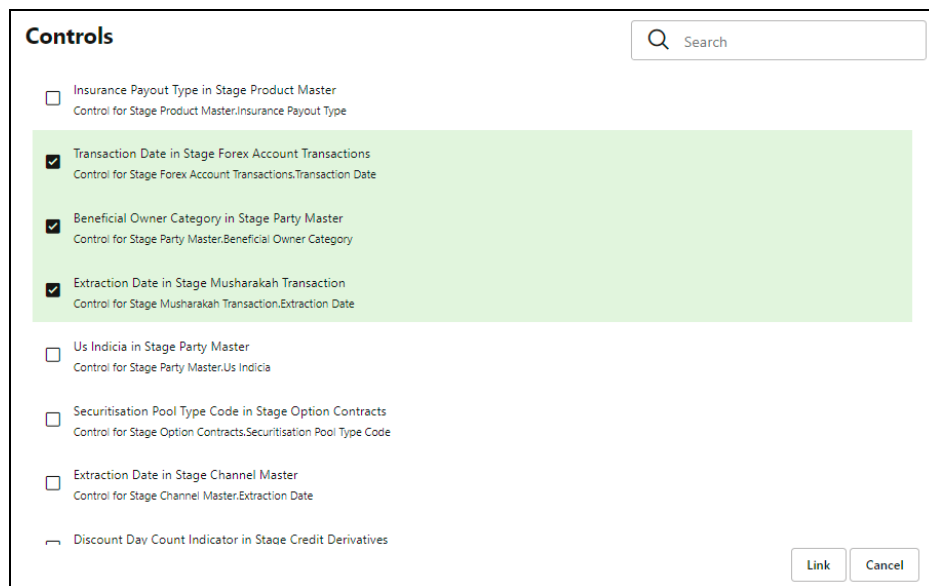 Controls
Search
Insurance Payout Type in Stage Product Master
Control for Stage Product Master.Insurance Payout Type
Transaction Date in Stage Forex Account Transactions
Control for Stage Forex Account Transactions.Transaction Date
Beneficial Owner Category in Stage Party Master
Control for Stage Party Master.Beneficial Owner Category
Extraction Date in Stage Musharakah Transaction
Control for Stage Musharakah Transaction.Extraction Date
Us Indicia in Stage Party Master
Control for Stage Party Master.Us Indicia
Securitisation Pool Type Code in Stage Option Contracts
Control for Stage Option Contracts.Securitisation Pool Type Code
Extraction Date in Stage Channel Master
Control for Stage Channel Master.Extraction Date
Discount Day Count Indicator in Stage Credit Derivatives
Link Cancel